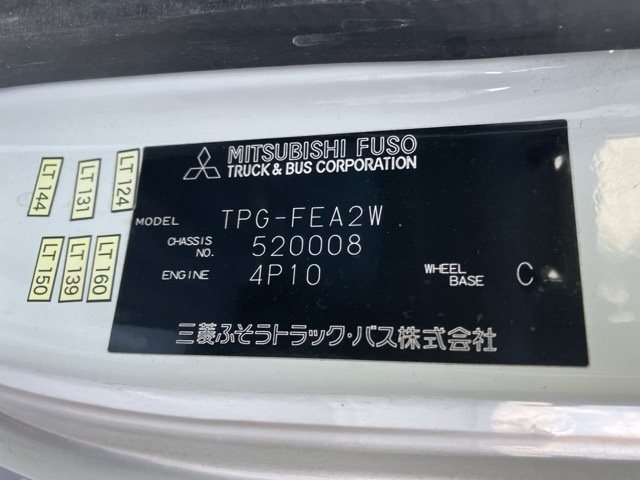 MITSUBISHI FUSO
TRUCK & BUS CORPORATION
MODEL TPG-FEA2W
CHASSIS NO. 520008
ENGINE 4P10 WHEEL BASE C
三菱ふそうトラック・バス株式会社
LT 144
LT 131
LT 124
LT 150
LT 139
LT 160